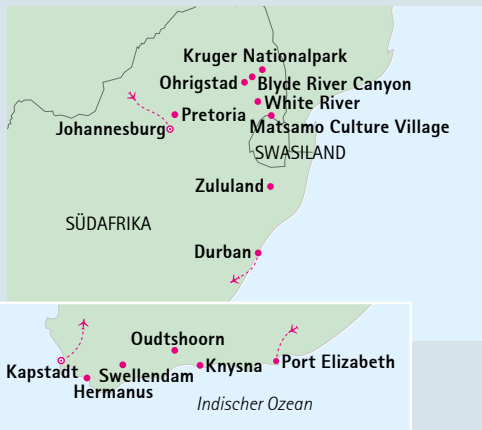 Kruger Nationalpark
Ohrigstad
Blyde River Canyon
White River
Pretoria
Johannesburg
Matsamo Culture Village
SWASILAND
Zululand
SÜDAFRIKA
Durban
Oudtshoorn
Kapstadt
Swellendam
Knysna
Port Elizabeth
Hermanus
Indischer Ozean